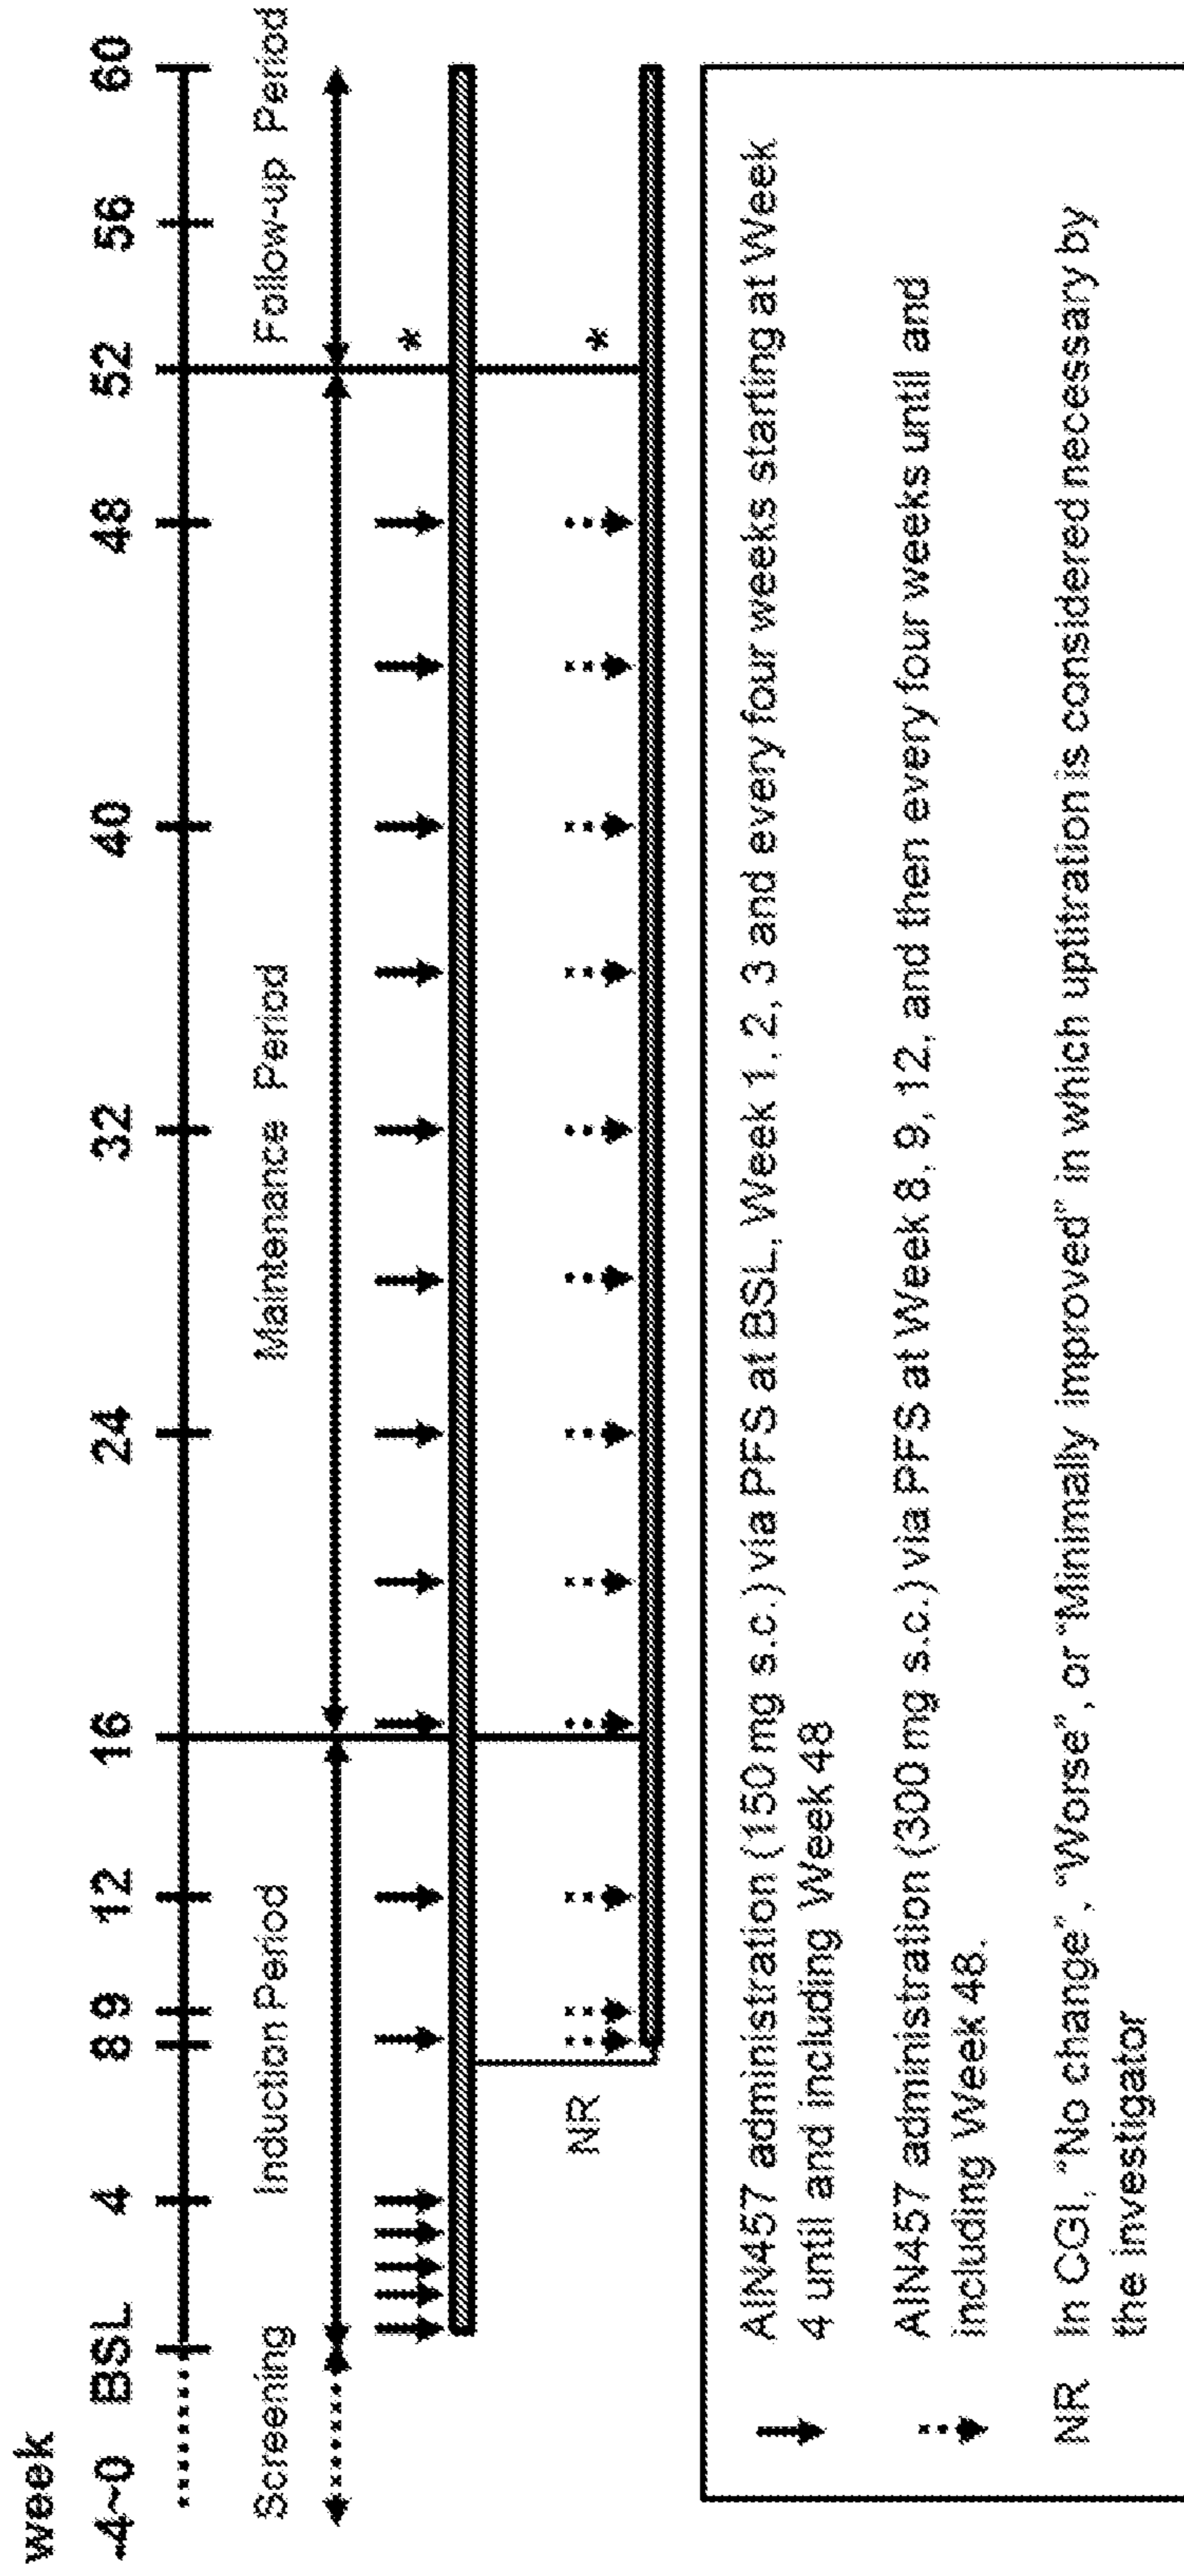 week
-4~0 BSL 4 8 9 12 16 24 32 40 48 52 56 60
Screening Induction Period Maintenance Period Follow-up Period
* 
NR
*
AIN457 administration (150 mg s.c.) via PFS at BSL, Week 1, 2, 3 and every four weeks starting at Week
4 until and including Week 48
AIN457 administration (300 mg s.c.) via PFS at Week 8, 9, 12, and then every four weeks until and
including Week 48.
NR In CGI, "No change", "Worse", or "Minimally improved" in which uptitration is considered necessary by
the investigator